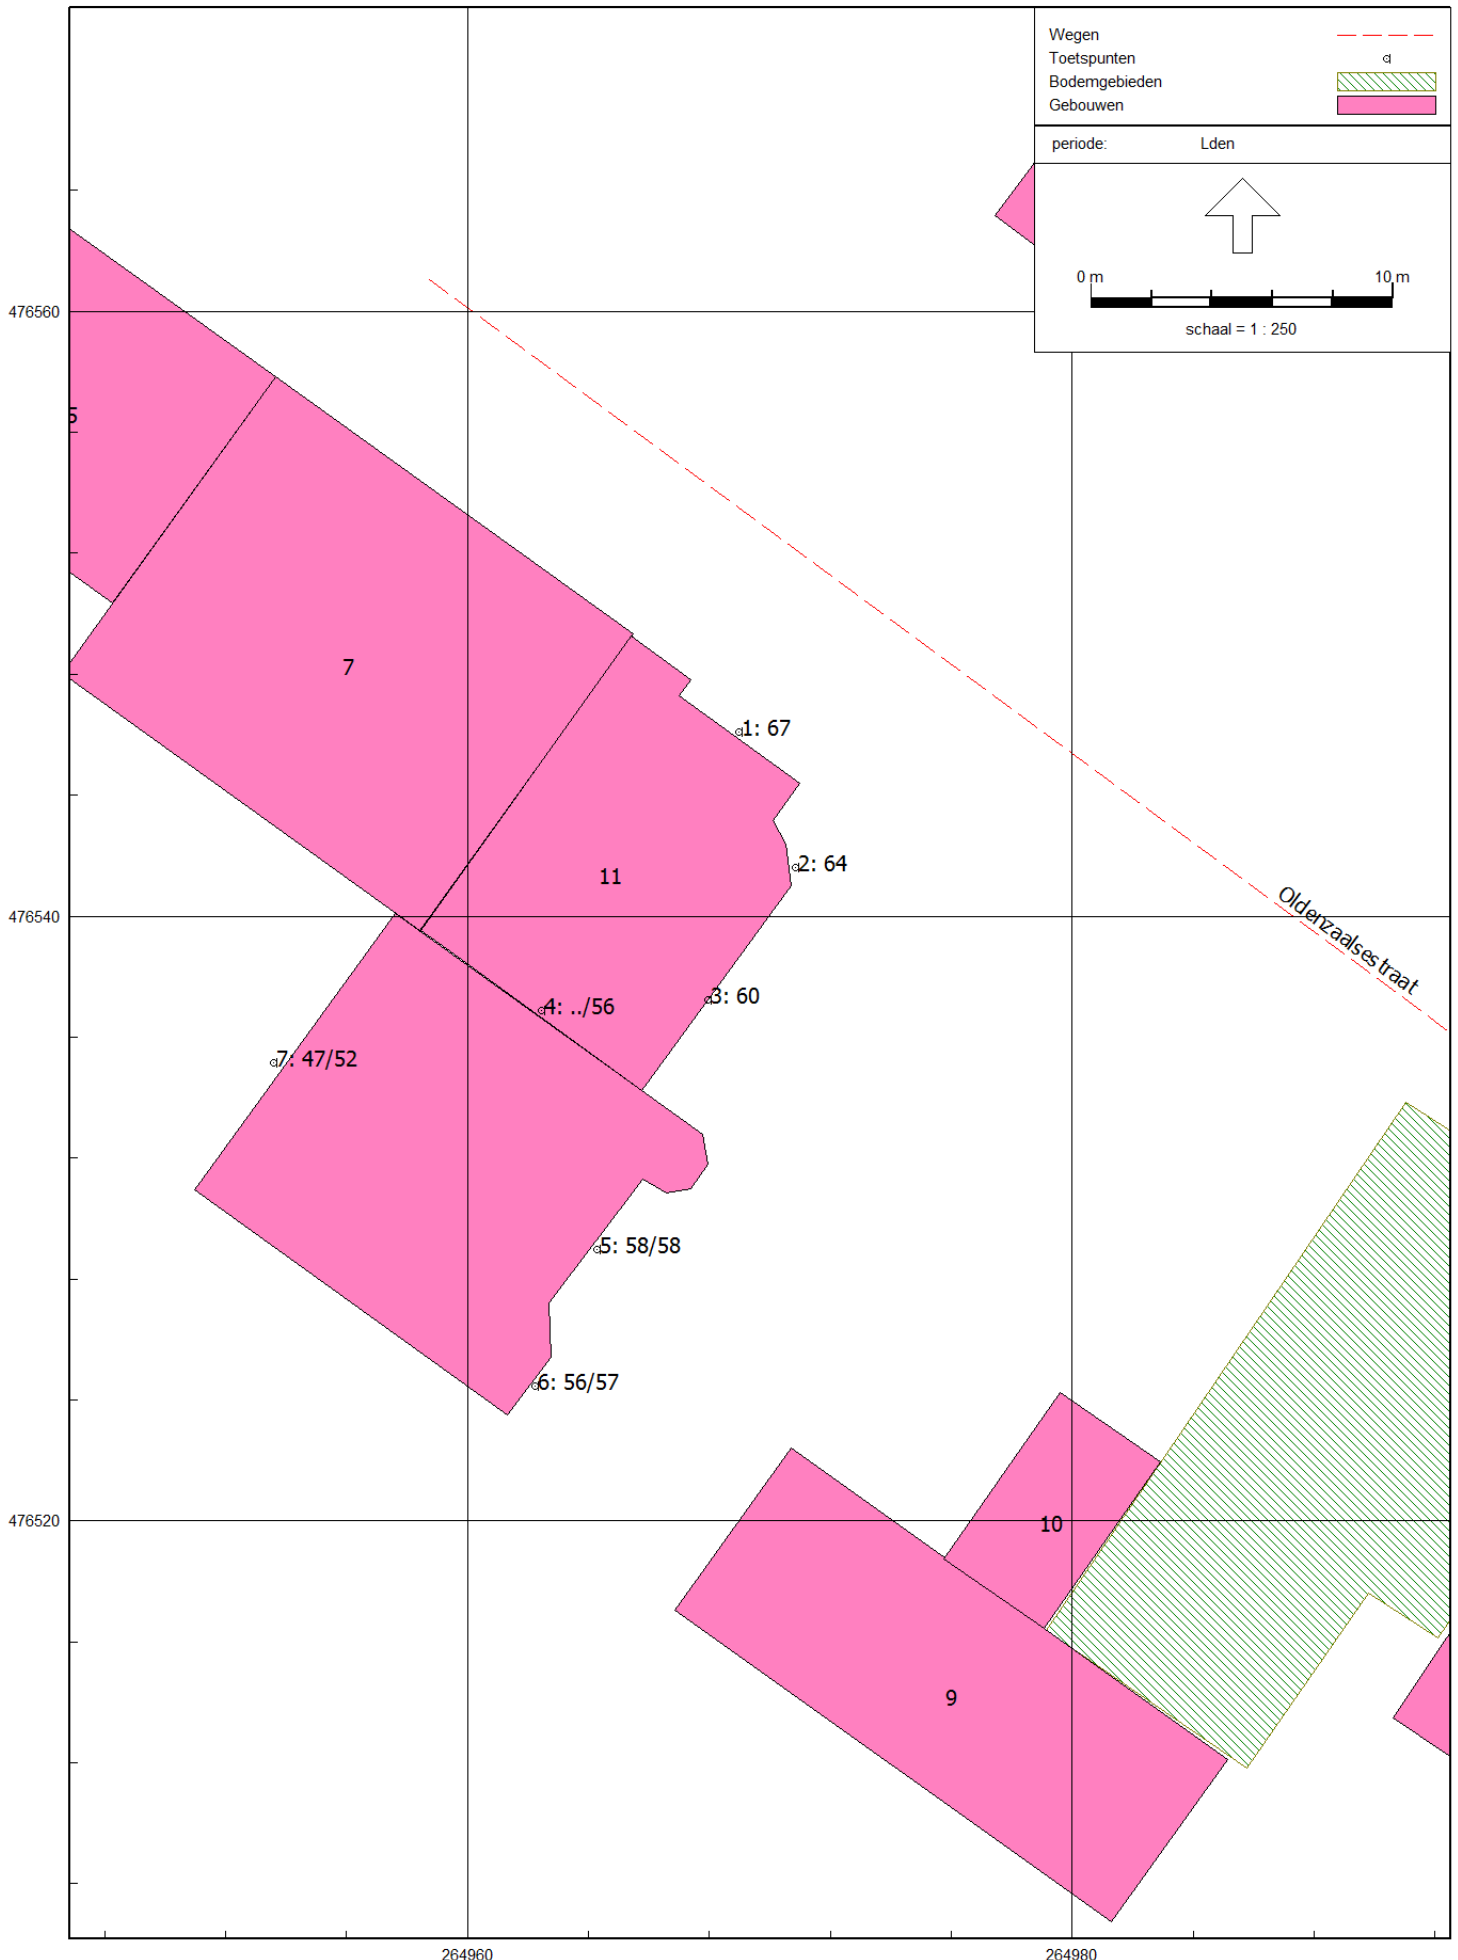 Wegen
Toetspunten
Bodemgebieden
Gebouwen
periode: Lden
0 m 10 m
schaal = 1 : 250
476560
5
7
1: 67
2: 64
11
476540
Oldenzaalsestraat
3: 60
4: ../56
7: 47/52
5: 58/58
6: 56/57
476520
10
9
264960 264980